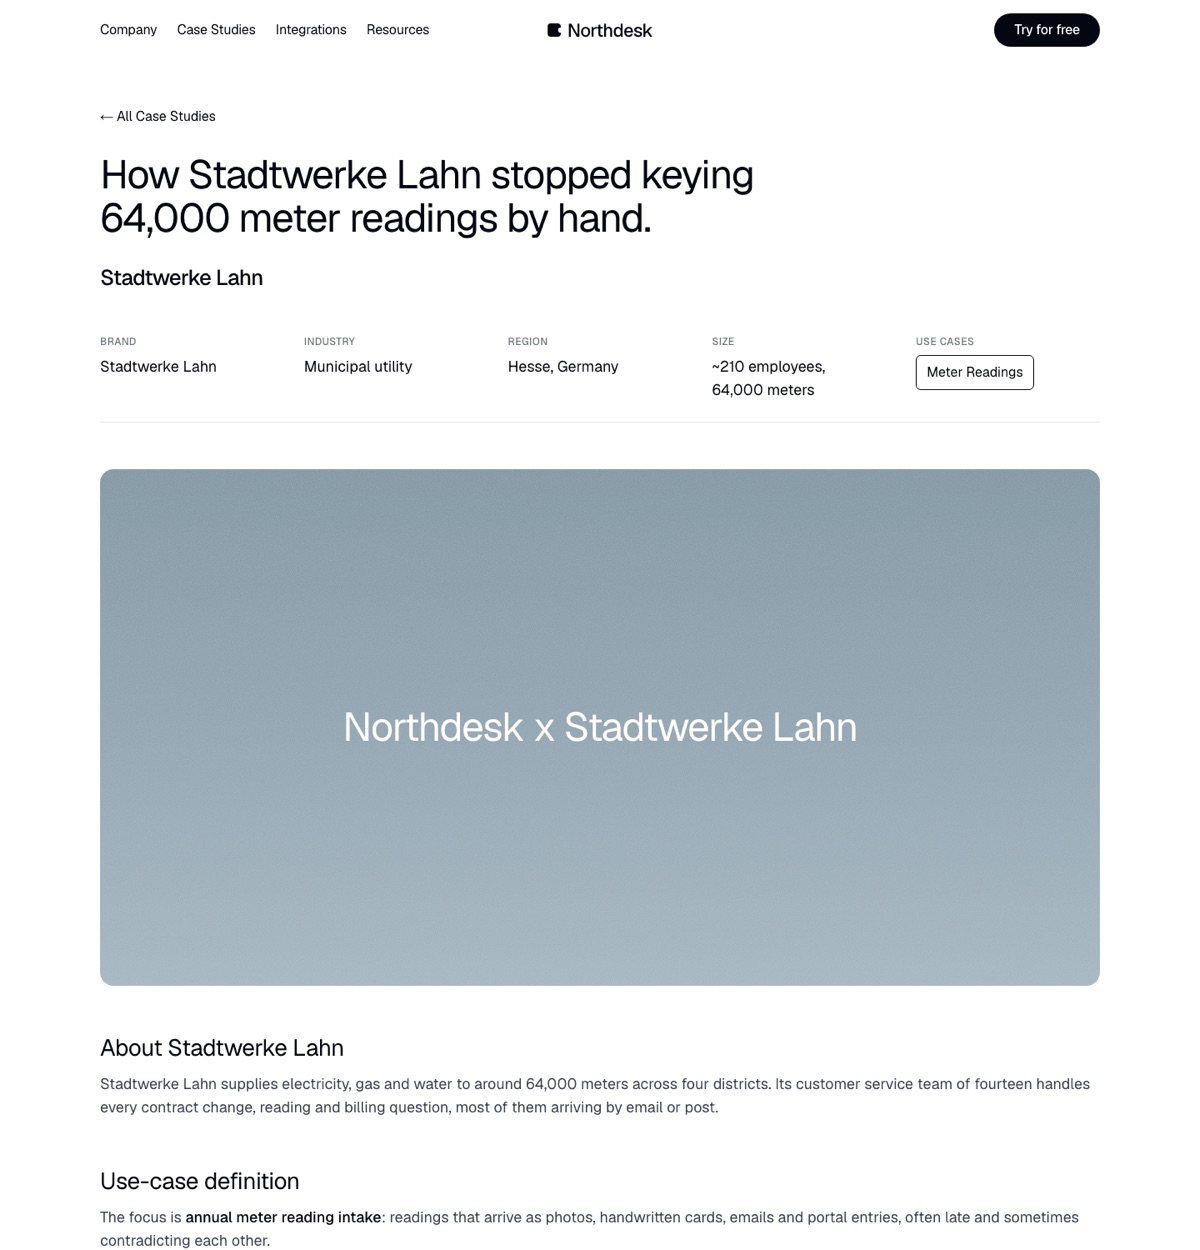 Company Case Studies Integrations Resources Northdesk Try for free
← All Case Studies
How Stadtwerke Lahn stopped keying
64,000 meter readings by hand.
Stadtwerke Lahn
BRAND INDUSTRY REGION SIZE USE CASES
Stadtwerke Lahn Municipal utility Hesse, Germany ~210 employees, Meter Readings
64,000 meters
Northdesk x Stadtwerke Lahn
About Stadtwerke Lahn
Stadtwerke Lahn supplies electricity, gas and water to around 64,000 meters across four districts. Its customer service team of fourteen handles
every contract change, reading and billing question, most of them arriving by email or post.
Use-case definition
The focus is annual meter reading intake: readings that arrive as photos, handwritten cards, emails and portal entries, often late and sometimes
contradicting each other.